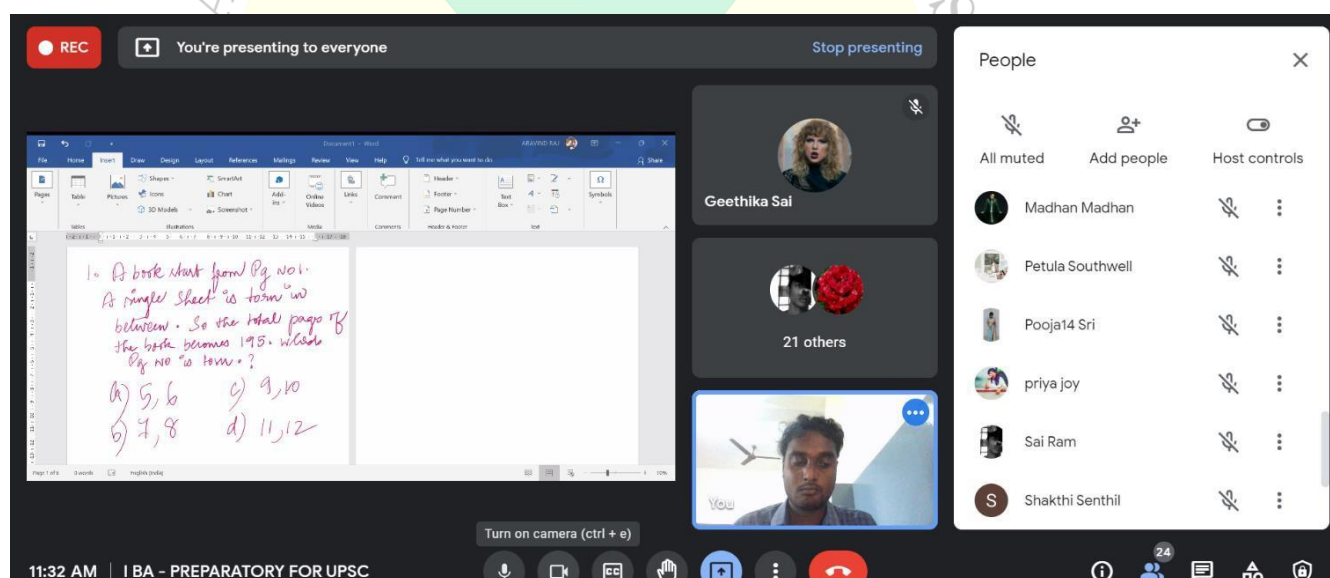 REC
You're presenting to everyone
Stop presenting
Document1 - Word
ARAVIND RAJ
File Home Insert Draw Design Layout References Mailings Review View Help Tell me what you want to do
Share
Pages
Table
Pictures
Shapes
Icons
3D Models
SmartArt
Chart
Screenshot
Add-ins
Online Videos
Links
Comment
Header
Footer
Page Number
Text Box
Symbols
Tables
Illustrations
Media
Comments
Header & Footer
Text
1. A book start from Pg No 1.
A single sheet is torn in
between. So the total pages of
the book becomes 195. Which
Pg No is torn.?
a) 5, 6 c) 9, 10
b) 7, 8 d) 11, 12
Page 1 of 6 0 words English (India)
Geethika Sai
21 others
You
Turn on camera (ctrl + e)
11:32 AM | I BA - PREPARATORY FOR UPSC
People
All muted
Add people
Host controls
Madhan Madhan
Petula Southwell
Pooja14 Sri
priya joy
Sai Ram
S
Shakthi Senthil
24